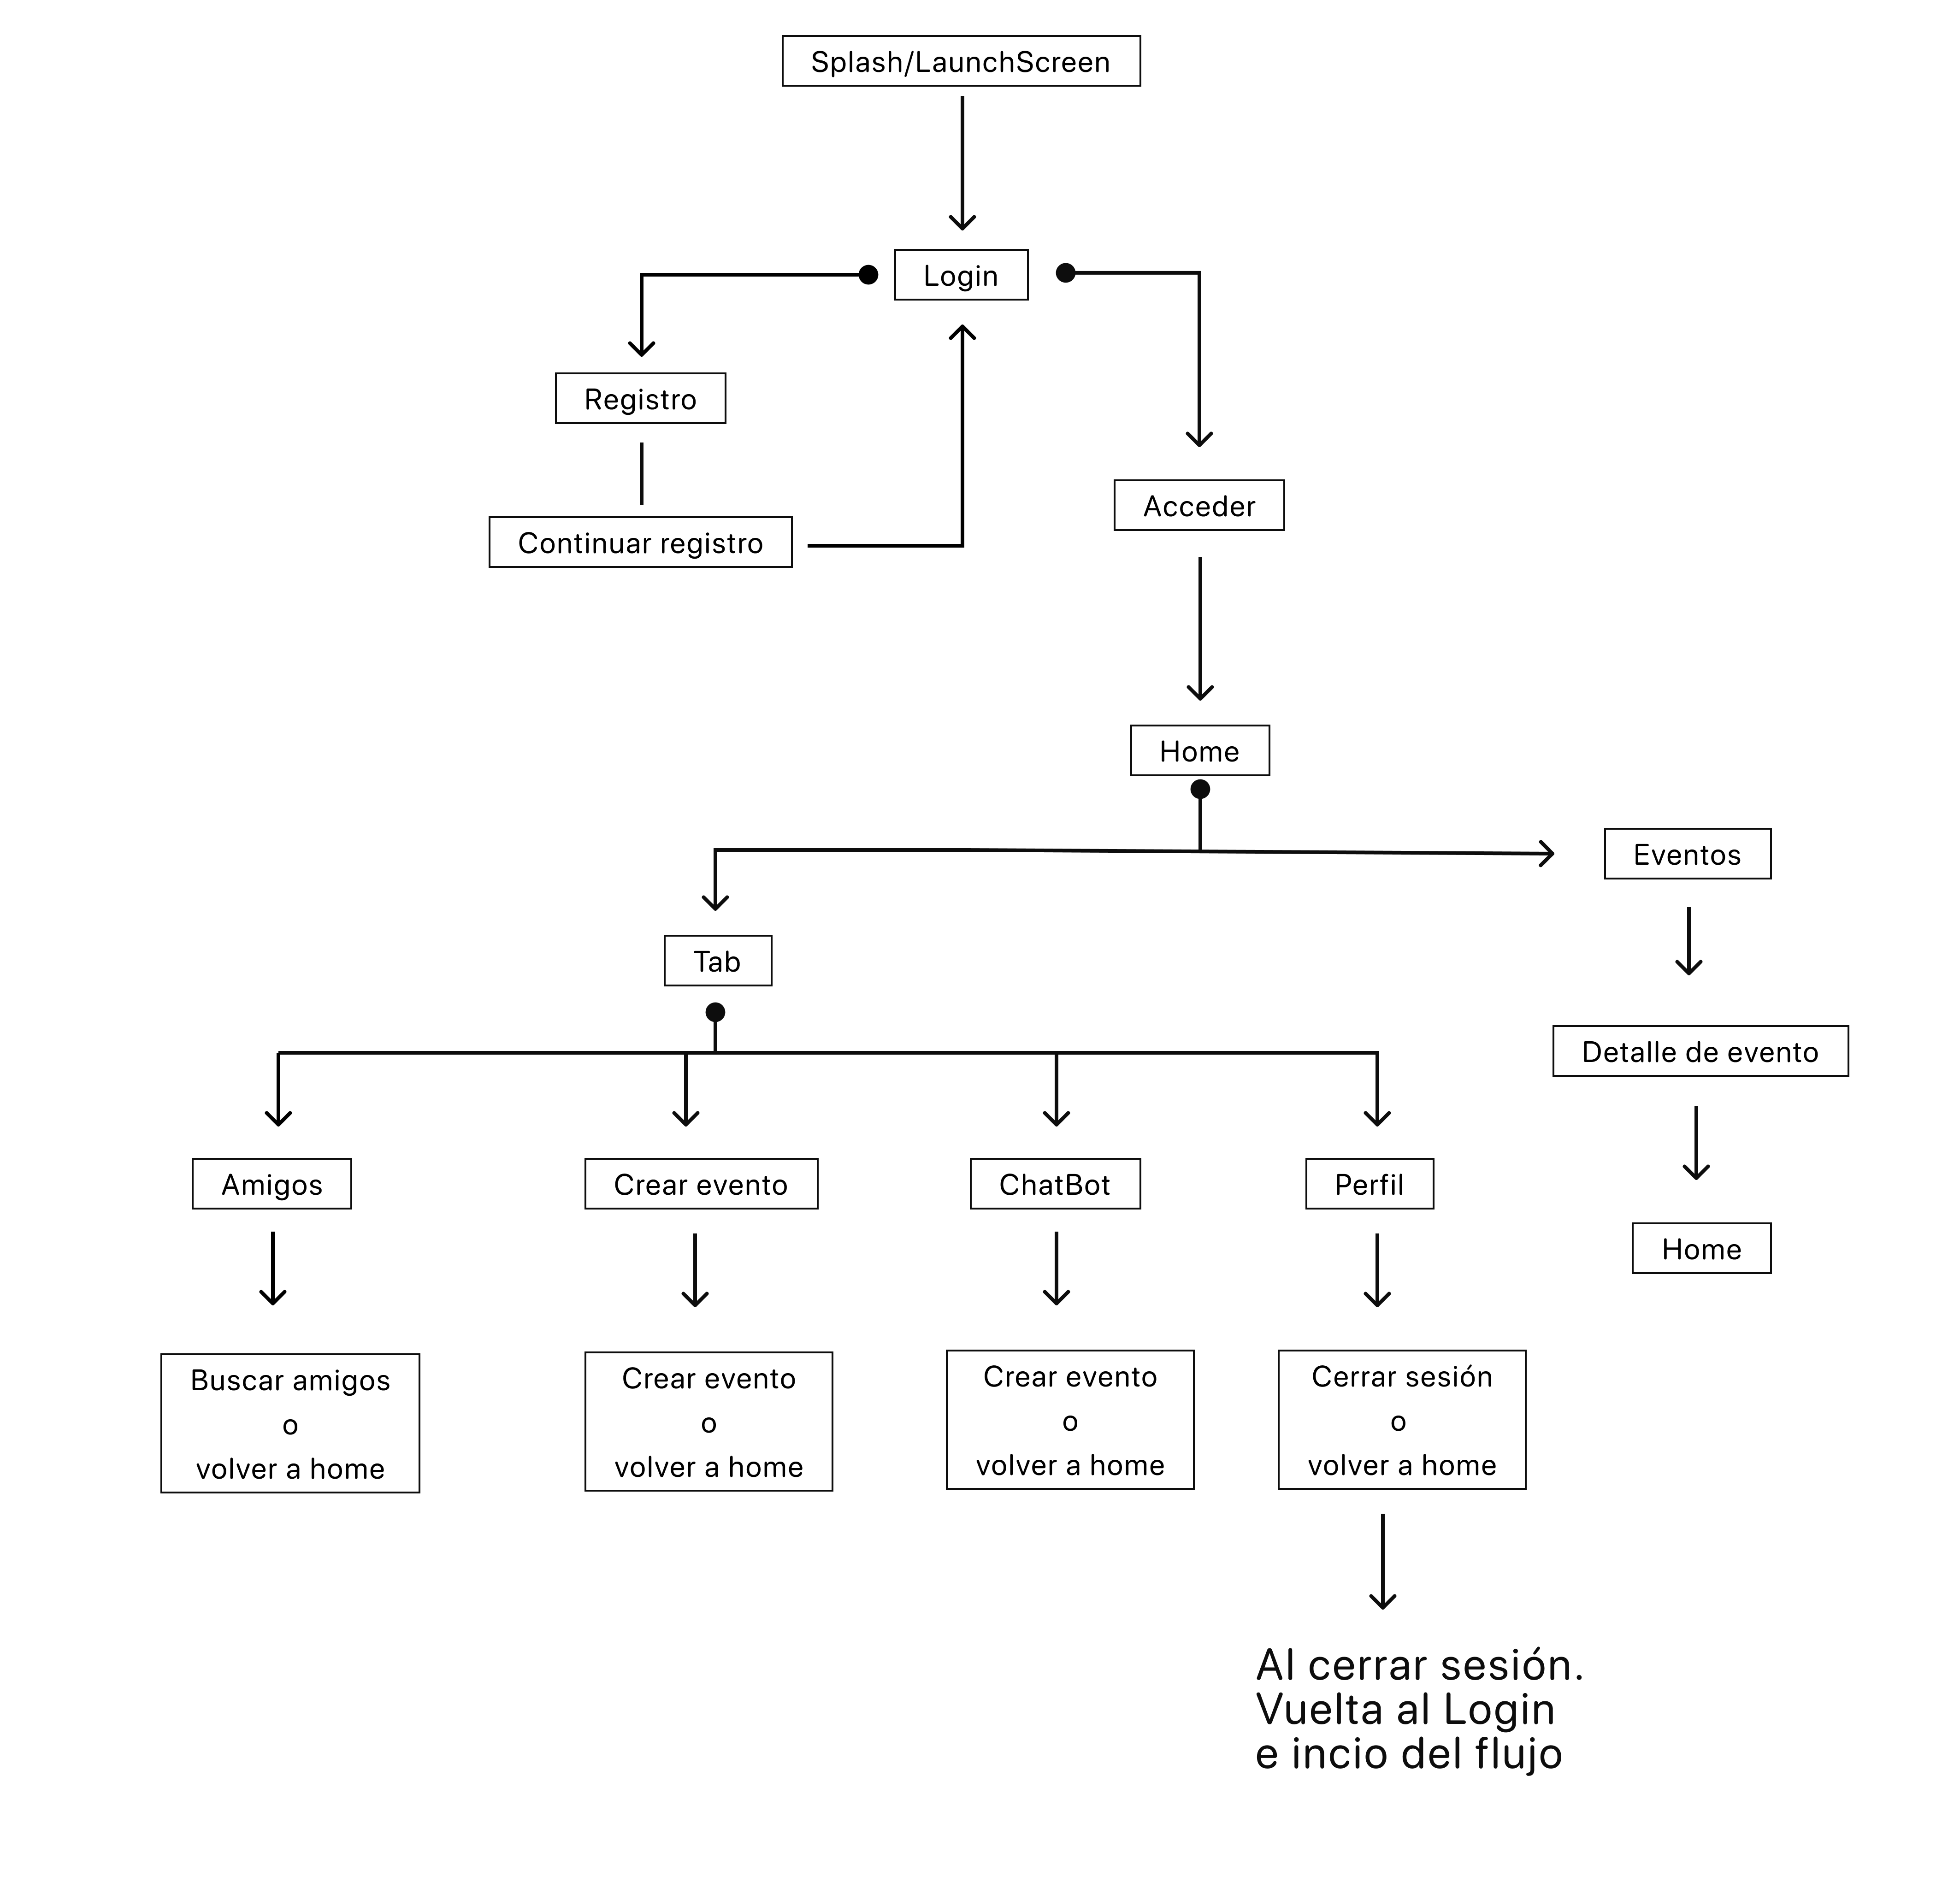 Splash/LaunchScreen
Login
Registro
Continuar registro
Acceder
Home
Eventos
Tab
Detalle de evento
Amigos
Crear evento
ChatBot
Perfil
Home
Buscar amigos
o
volver a home
Crear evento
o
volver a home
Crear evento
o
volver a home
Cerrar sesión
o
volver a home
Al cerrar sesión.
Vuelta al Login
e incio del flujo